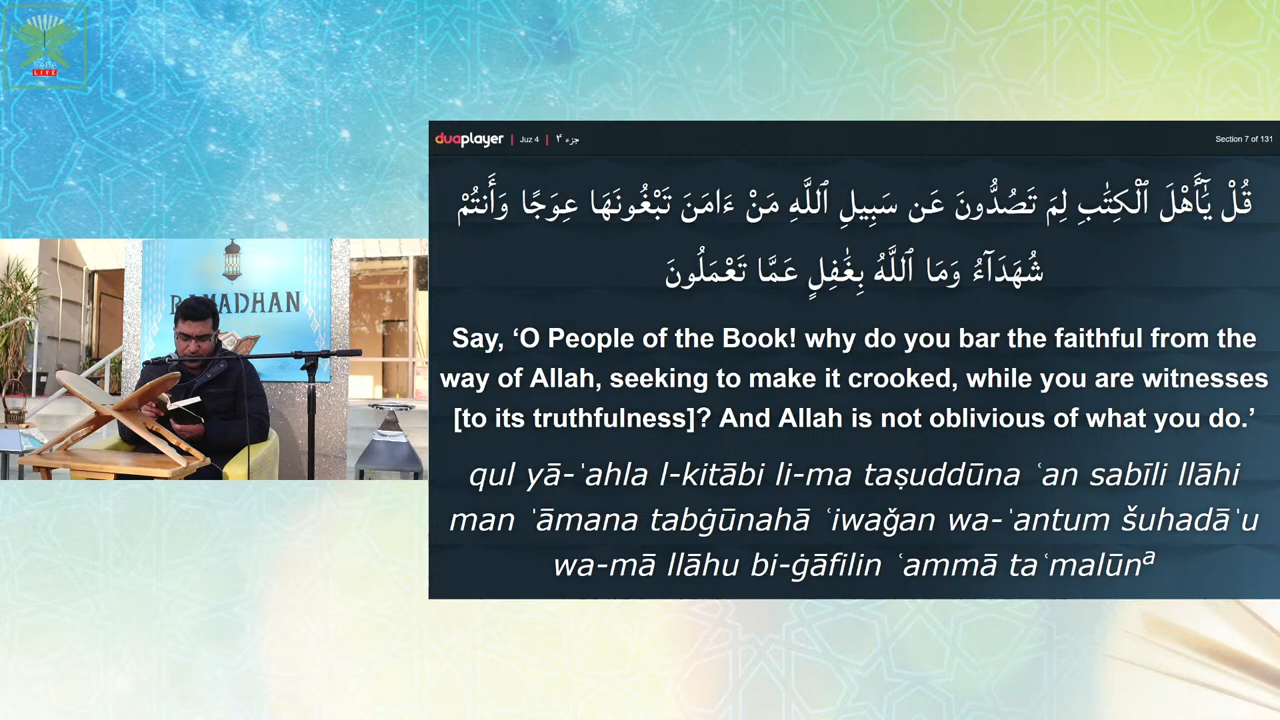 LIVE
RAMADHAN
duaplayer | Juz 4 | جزء ۴
Section 7 of 131
قُلْ يَٰٓأَهْلَ ٱلْكِتَٰبِ لِمَ تَصُدُّونَ عَن سَبِيلِ ٱللَّهِ مَنْ ءَامَنَ تَبْغُونَهَا عِوَجًا وَأَنتُمْ
شُهَدَآءُ وَمَا ٱللَّهُ بِغَٰفِلٍ عَمَّا تَعْمَلُونَ
Say, ‘O People of the Book! why do you bar the faithful from the
way of Allah, seeking to make it crooked, while you are witnesses
[to its truthfulness]? And Allah is not oblivious of what you do.’
qul yā-ʾahla l-kitābi li-ma taṣuddūna ʿan sabīli llāhi
man ʾāmana tabġūnahā ʿiwaǧan wa-ʾantum šuhadāʾu
wa-mā llāhu bi-ġāfilin ʿammā taʿmalūnᵃ